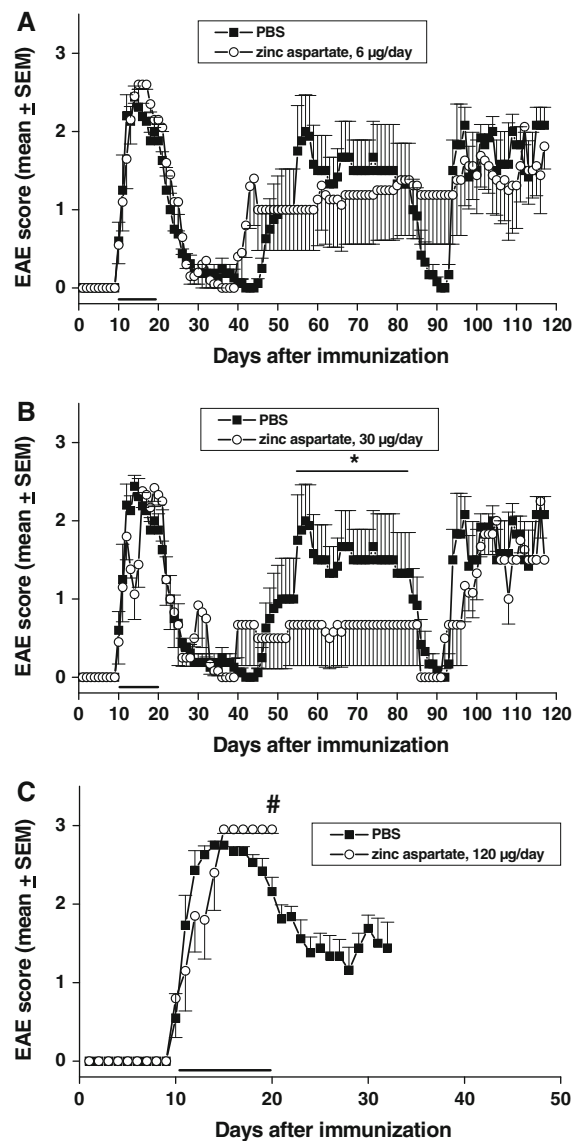 A
PBS
zinc aspartate, 6 µg/day
EAE score (mean ± SEM)
3
2
1
0
0 10 20 30 40 50 60 70 80 90 100 110 120
Days after immunization
B
PBS
zinc aspartate, 30 µg/day
*
EAE score (mean ± SEM)
3
2
1
0
0 10 20 30 40 50 60 70 80 90 100 110 120
Days after immunization
C
#
PBS
zinc aspartate, 120 µg/day
EAE score (mean ± SEM)
4
3
2
1
0
0 10 20 30 40 50
Days after immunization